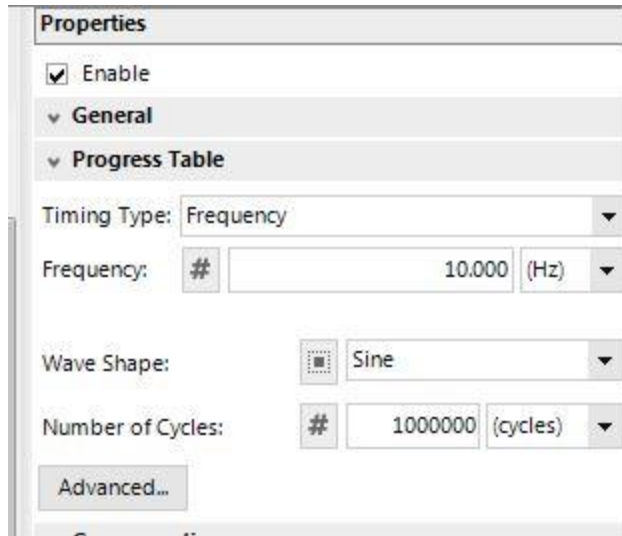 Properties
Enable
General
Progress Table
Timing Type: Frequency
Frequency: # 10.000 (Hz)
Wave Shape: Sine
Number of Cycles: # 1000000 (cycles)
Advanced...